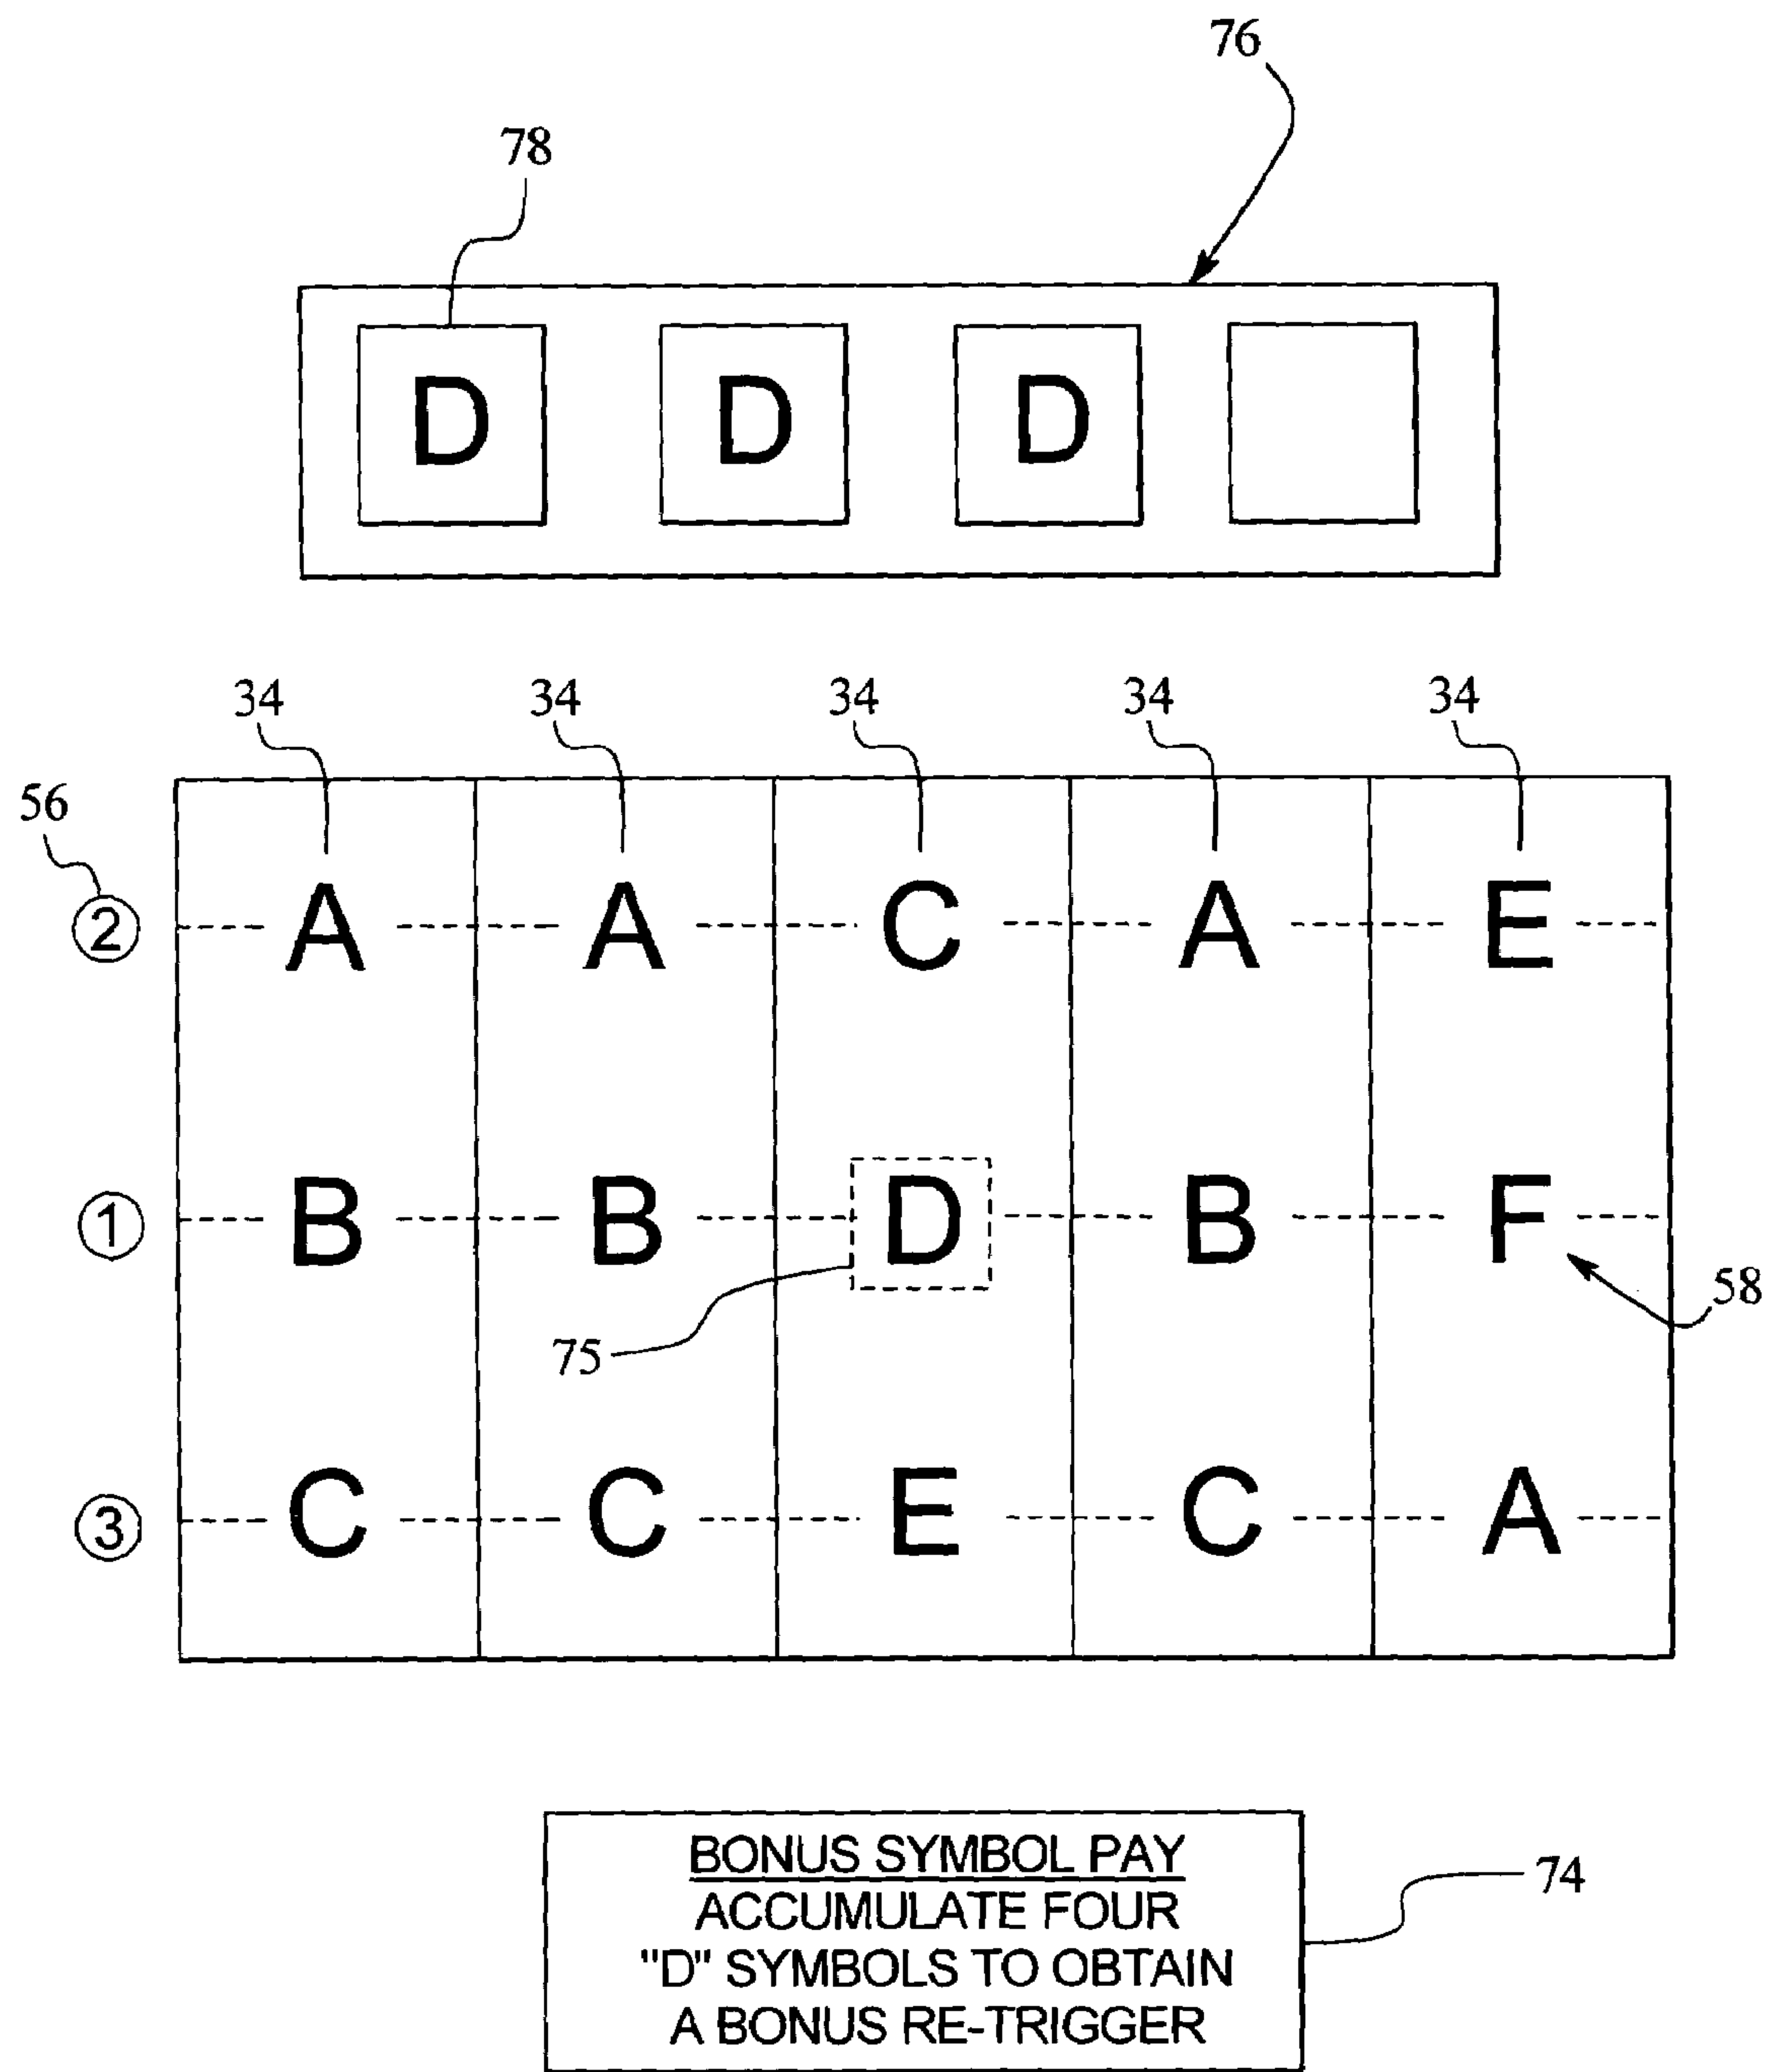 76
78
D D D
34 34 34 34 34
56
2 A A C A E
1 B B D B F
58
75
3 C C E C A
BONUS SYMBOL PAY
74
ACCUMULATE FOUR
"D" SYMBOLS TO OBTAIN
A BONUS RE-TRIGGER